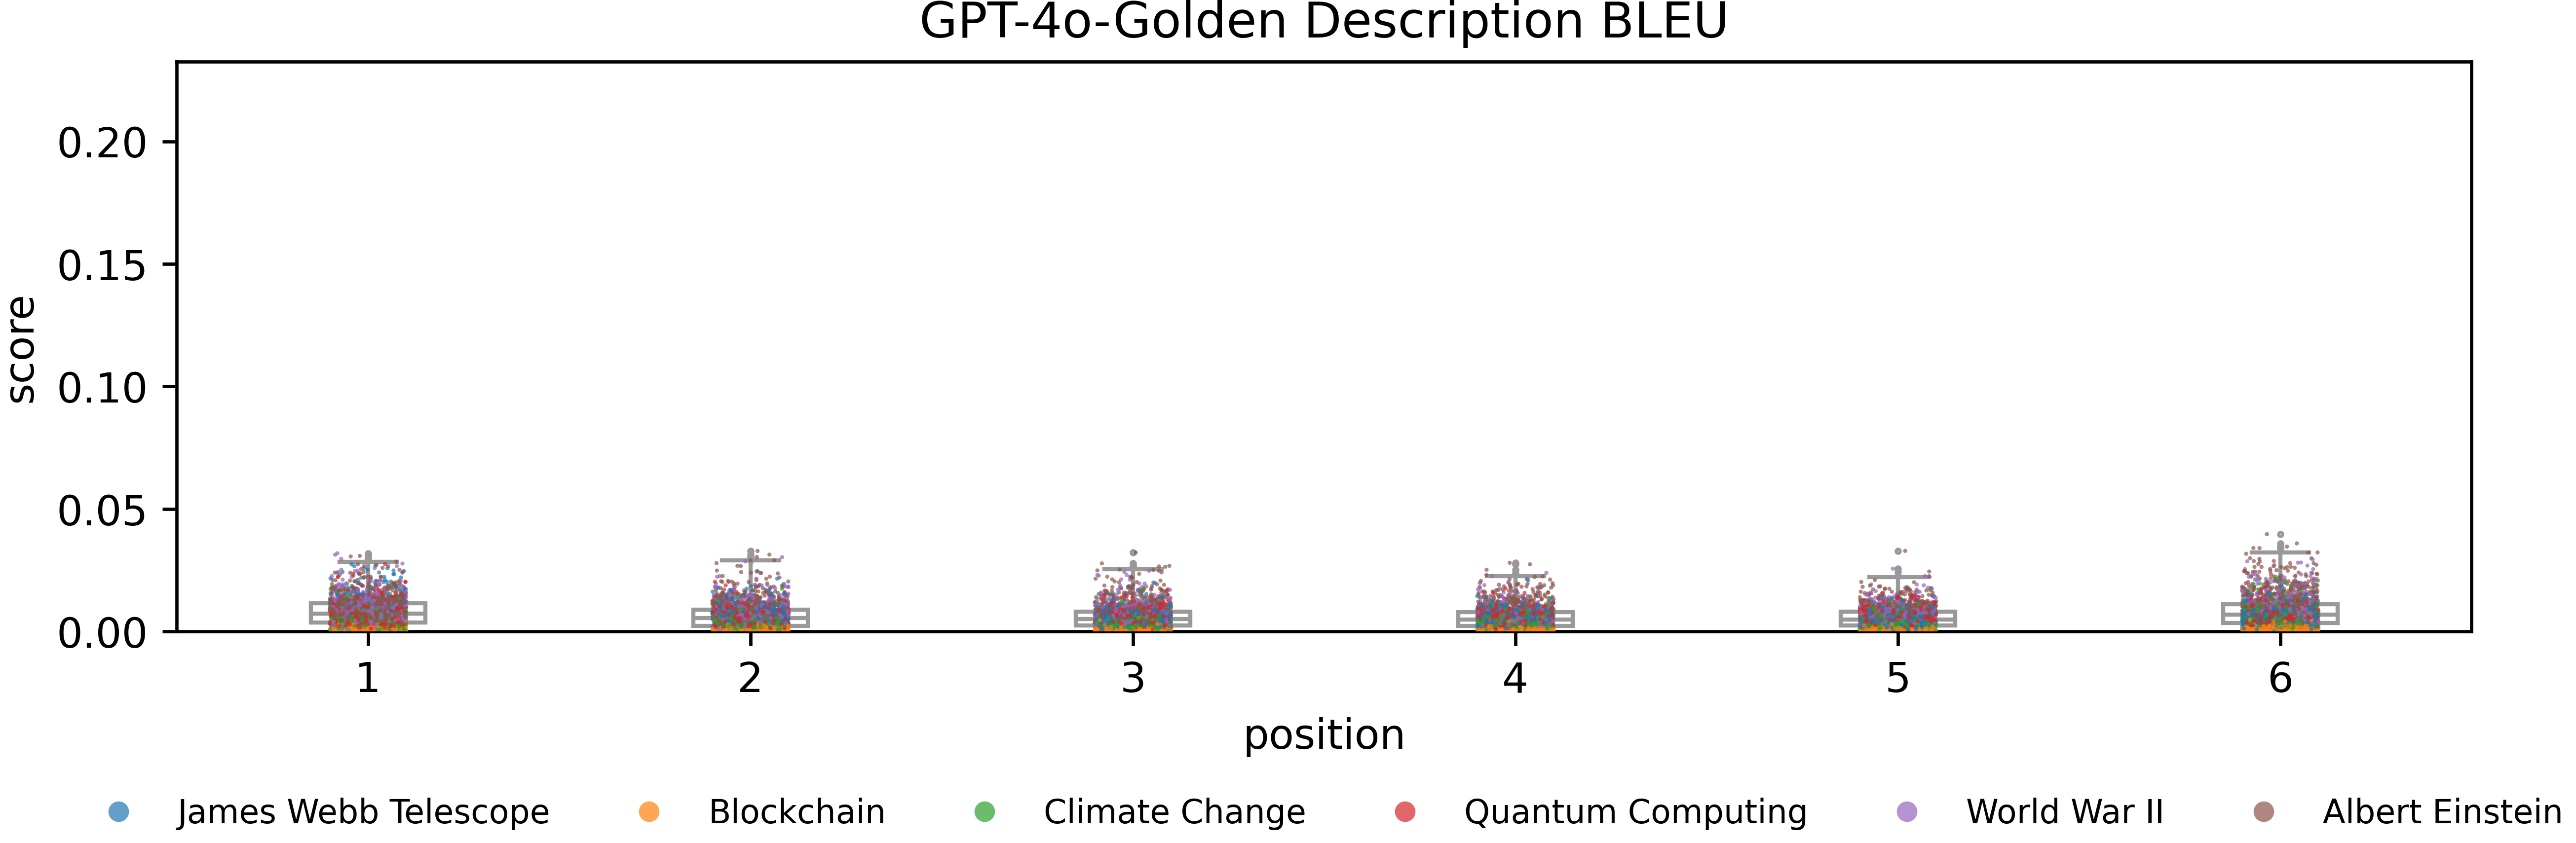 GPT-4o-Golden Description BLEU
score
0.20
0.15
0.10
0.05
0.00
1 2 3 4 5 6
position
James Webb Telescope Blockchain Climate Change Quantum Computing World War II Albert Einstein